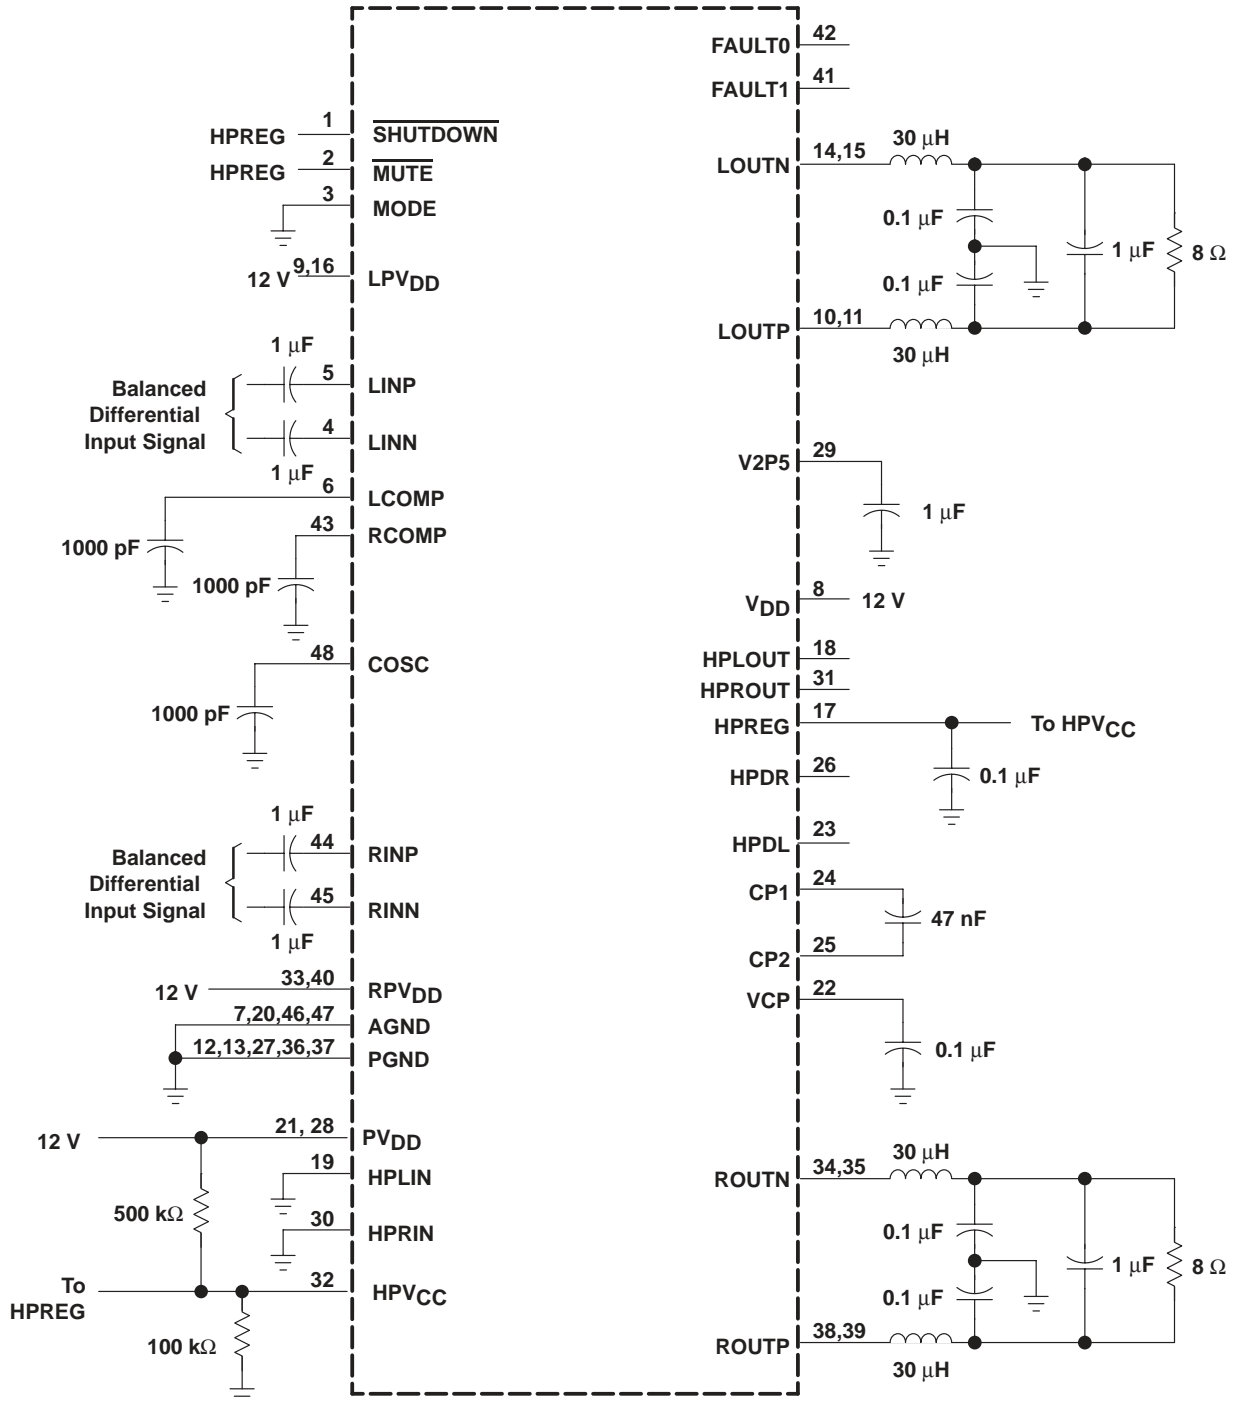 FAULT0 42
FAULT1 41
HPREG 1 SHUTDOWN
HPREG 2 MUTE
3 MODE
12 V 9,16 LPVDD
1 μF
Balanced
Differential
Input Signal
5 LINP
4 LINN
1 μF
6 LCOMP
1000 pF
43 RCOMP
1000 pF
48 COSC
1000 pF
1 μF
Balanced
Differential
Input Signal
44 RINP
45 RINN
1 μF
12 V 33,40 RPVDD
7,20,46,47 AGND
12,13,27,36,37 PGND
12 V 21, 28 PVDD
19 HPLIN
500 kΩ
30 HPRIN
To
HPREG
32 HPVCC
100 kΩ
LOUTN 14,15 30 μH
0.1 μF
1 μF 8 Ω
0.1 μF
LOUTP 10,11
30 μH
V2P5 29
1 μF
VDD 8 12 V
HPLOUT 18
HPROUT 31
HPREG 17 To HPVCC
0.1 μF
HPDR 26
HPDL 23
CP1 24
47 nF
CP2 25
VCP 22
0.1 μF
ROUTN 34,35 30 μH
0.1 μF
1 μF 8 Ω
0.1 μF
ROUTP 38,39
30 μH